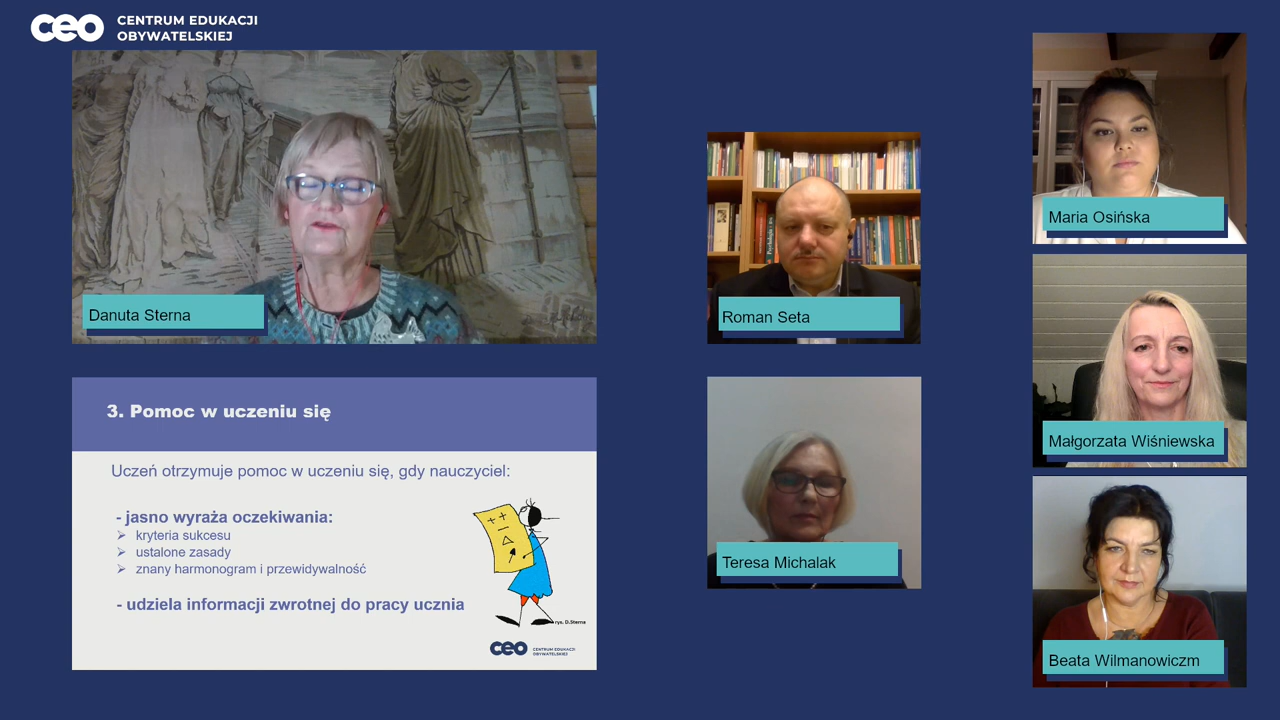 ceo
CENTRUM EDUKACJI
OBYWATELSKIEJ
Danuta Sterna
3. Pomoc w uczeniu się
Uczeń otrzymuje pomoc w uczeniu się, gdy nauczyciel:
- jasno wyraża oczekiwania:
kryteria sukcesu
ustalone zasady
znany harmonogram i przewidywalność
- udziela informacji zwrotnej do pracy ucznia
rys. D.Sterna
ceo
CENTRUM EDUKACJI
OBYWATELSKIEJ
Roman Seta
Teresa Michalak
Maria Osińska
Małgorzata Wiśniewska
Beata Wilmanowiczm